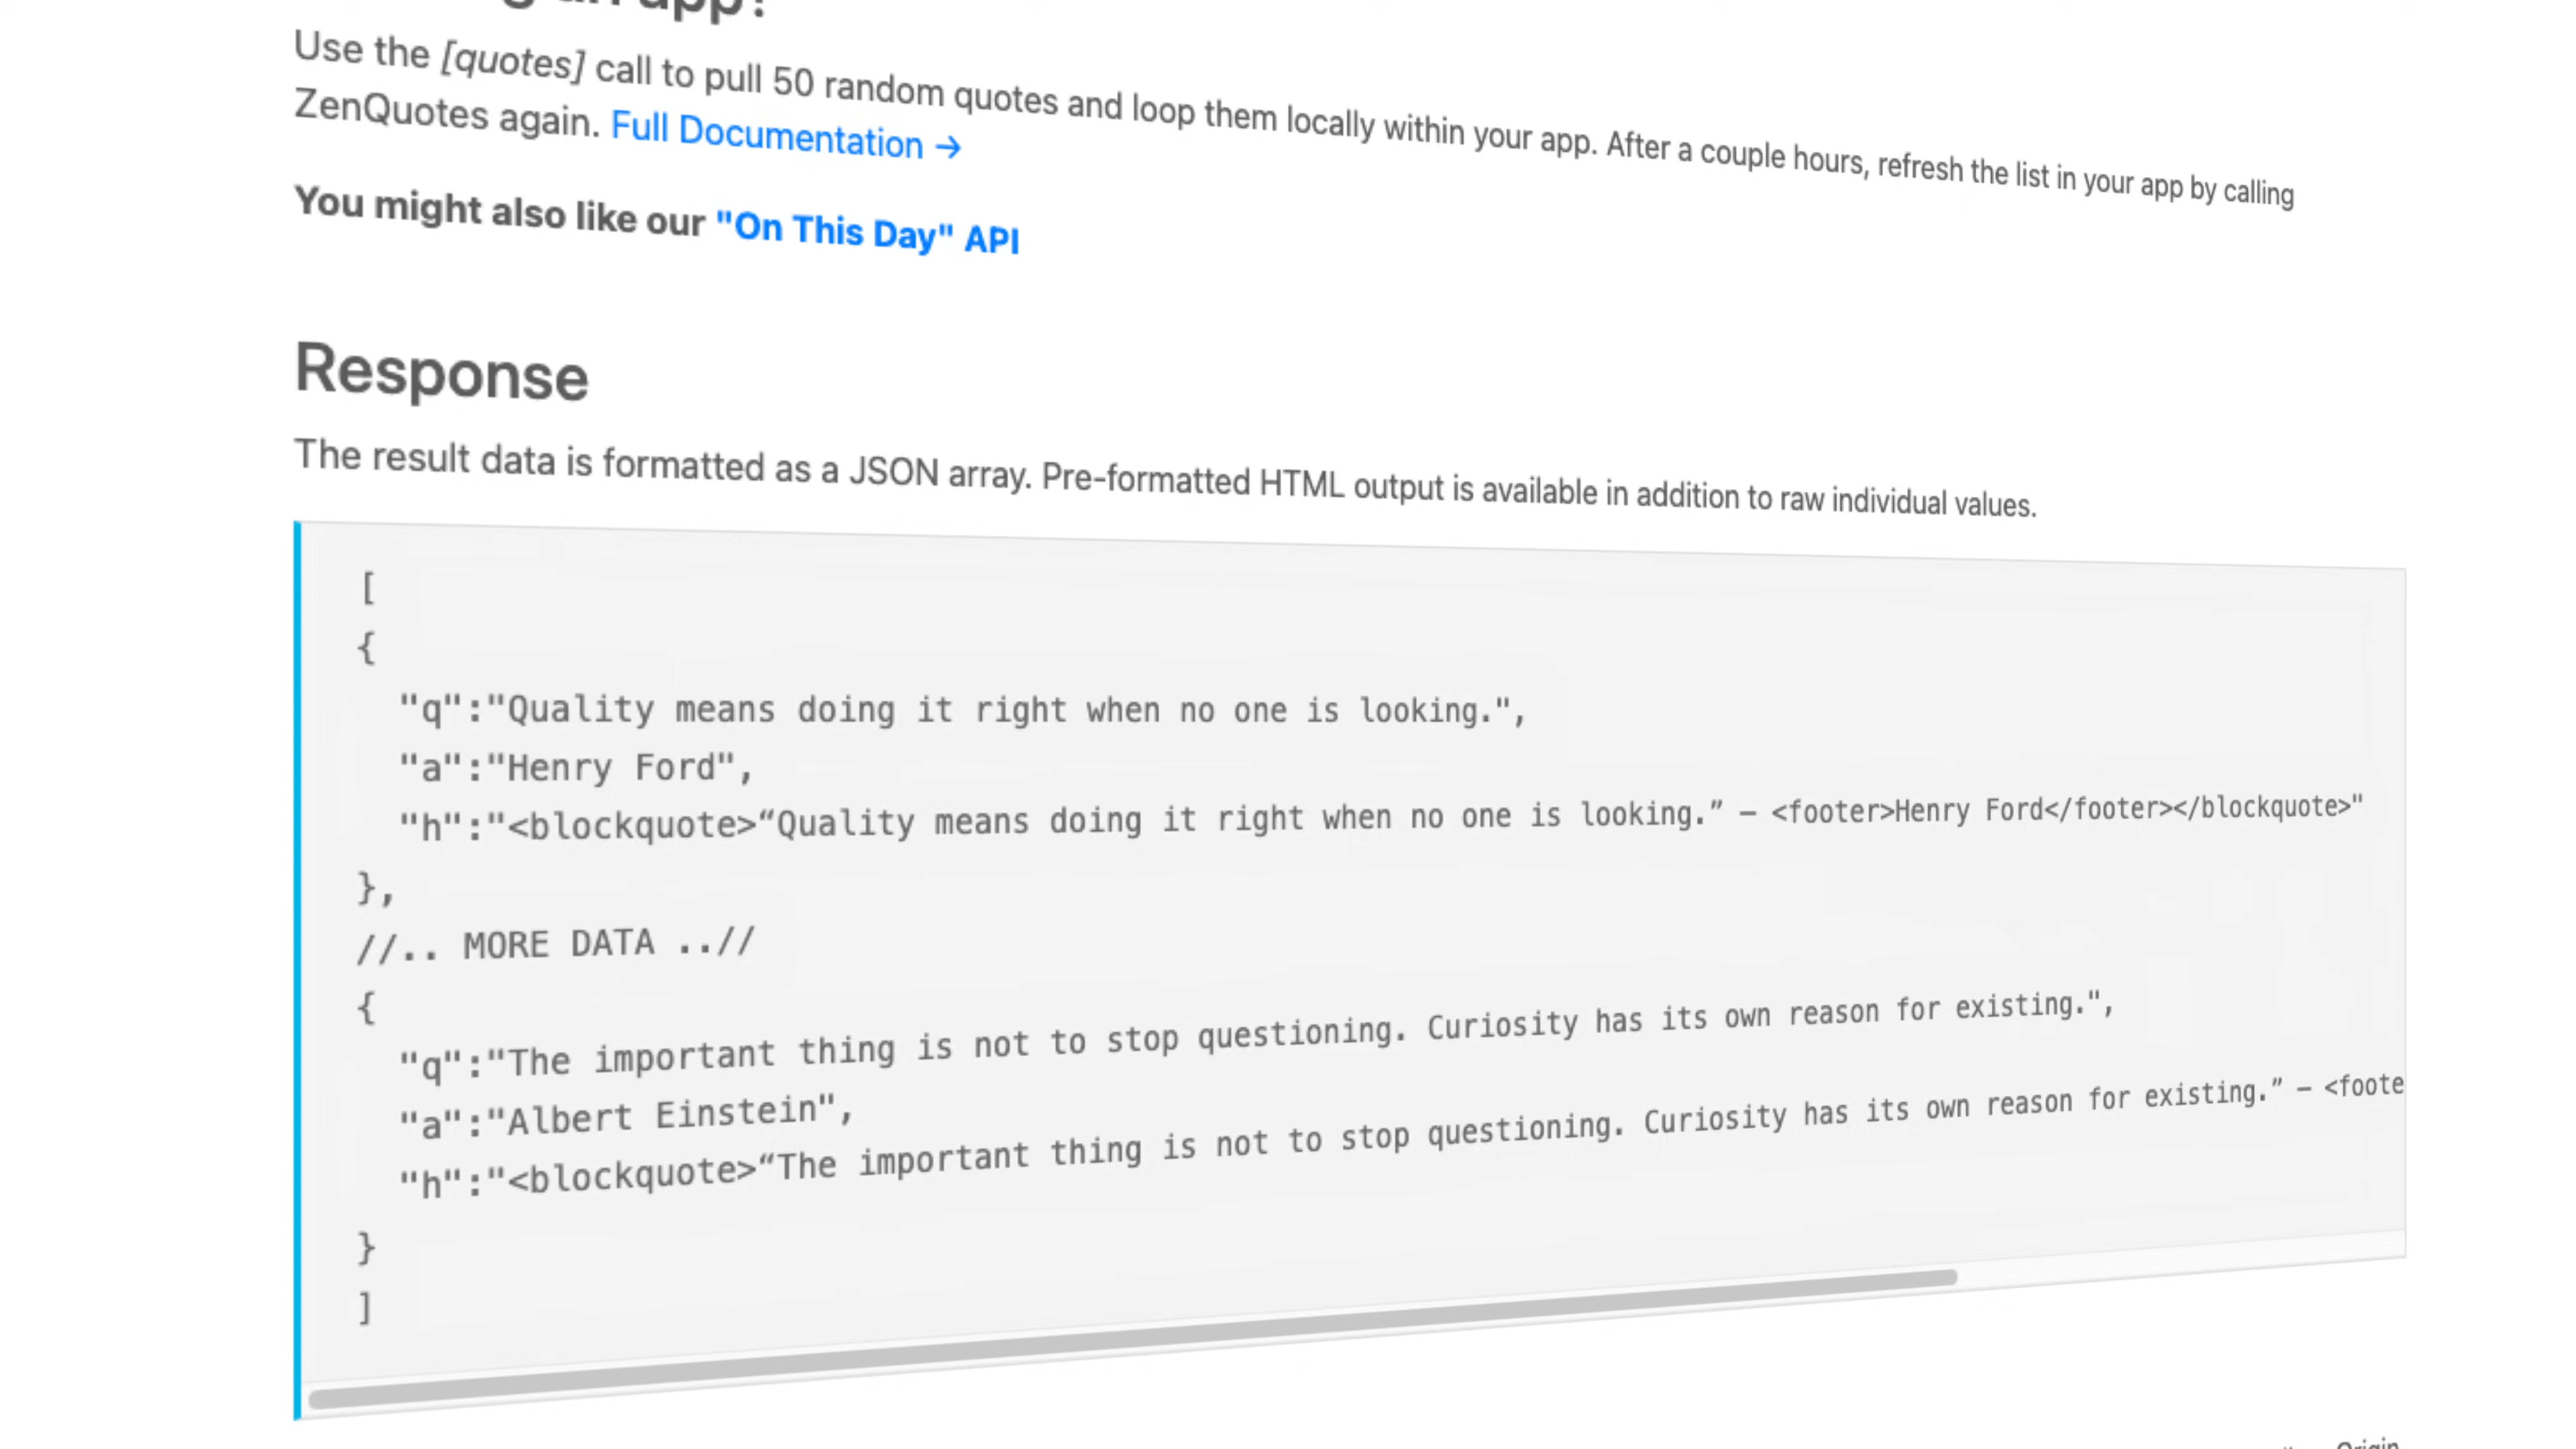 an app?
Use the [quotes] call to pull 50 random quotes and loop them locally within your app. After a couple hours, refresh the list in your app by calling
ZenQuotes again. Full Documentation →
You might also like our "On This Day" API
Response
The result data is formatted as a JSON array. Pre-formatted HTML output is available in addition to raw individual values.
[
{
"q":"Quality means doing it right when no one is looking.",
"a":"Henry Ford",
"h":"<blockquote>“Quality means doing it right when no one is looking.” — <footer>Henry Ford</footer></blockquote>"
},
//.. MORE DATA ..//
{
"q":"The important thing is not to stop questioning. Curiosity has its own reason for existing.",
"a":"Albert Einstein",
"h":"<blockquote>“The important thing is not to stop questioning. Curiosity has its own reason for existing.” — <foote
}
]
Origin